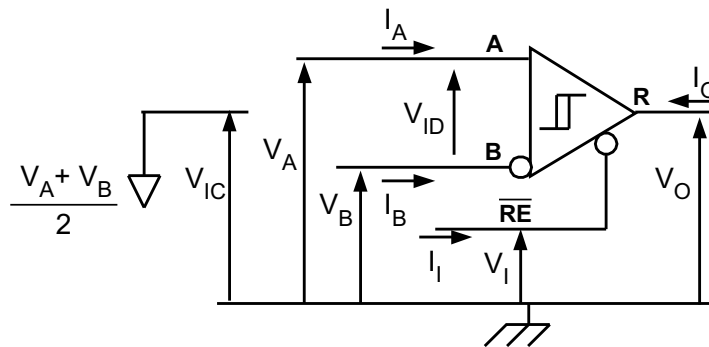 I_A
A
V_ID
V_A
R
I_O
V_A + V_B
2
V_IC
B
V_B
I_B
RE
V_O
I_I
V_I